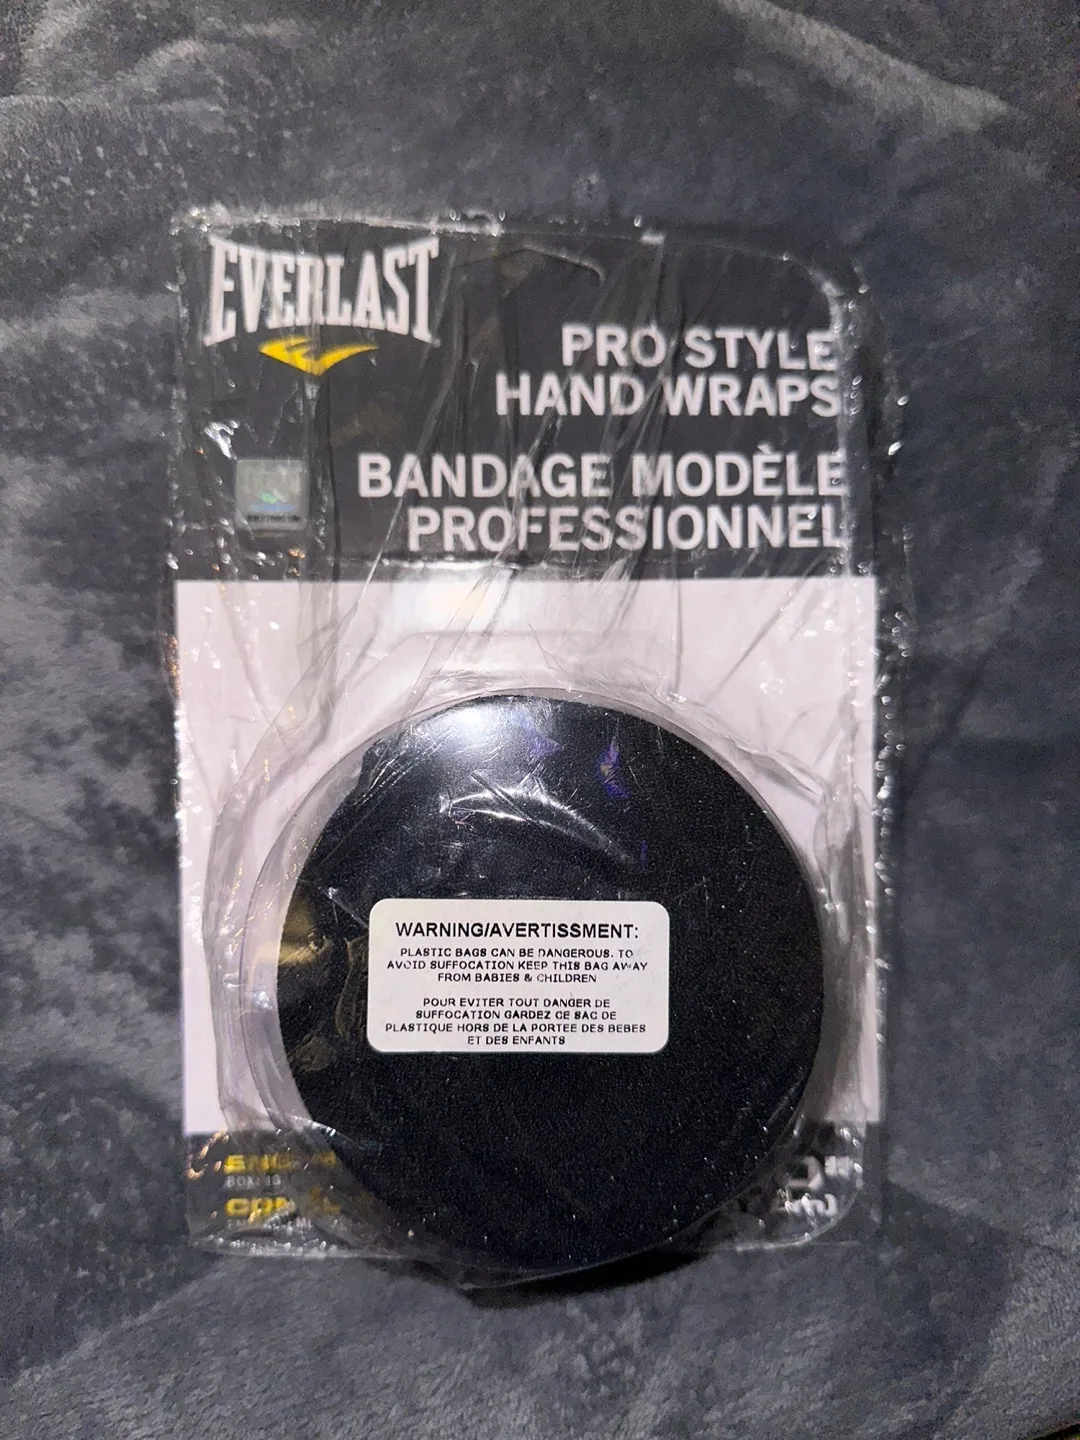 EVERLAST
PRO STYLE
HAND WRAPS
BANDAGE MODÈLE
PROFESSIONNEL
WARNING/AVERTISSMENT:
PLASTIC BAGS CAN BE DANGEROUS. TO
AVOID SUFFOCATION KEEP THIS BAG AWAY
FROM BABIES & CHILDREN
POUR EVITER TOUT DANGER DE
SUFFOCATION GARDEZ CE SAC DE
PLASTIQUE HORS DE LA PORTEE DES BEBES
ET DES ENFANTS